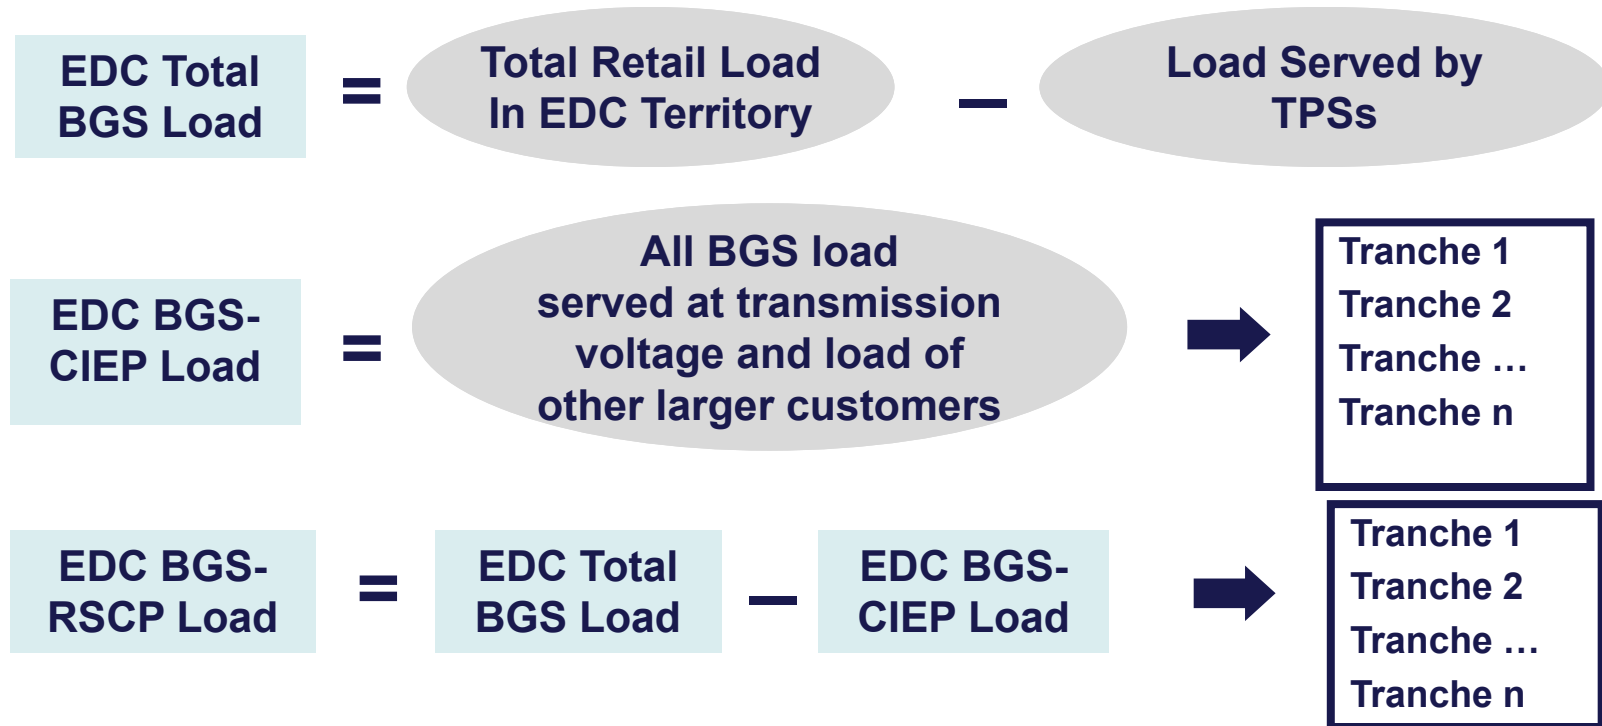 EDC Total
BGS Load
=
Total Retail Load
In EDC Territory
–
Load Served by
TPSs
EDC BGS-
CIEP Load
=
All BGS load
served at transmission
voltage and load of
other larger customers
Tranche 1
Tranche 2
Tranche …
Tranche n
EDC BGS-
RSCP Load
=
EDC Total
BGS Load
–
EDC BGS-
CIEP Load
Tranche 1
Tranche 2
Tranche …
Tranche n